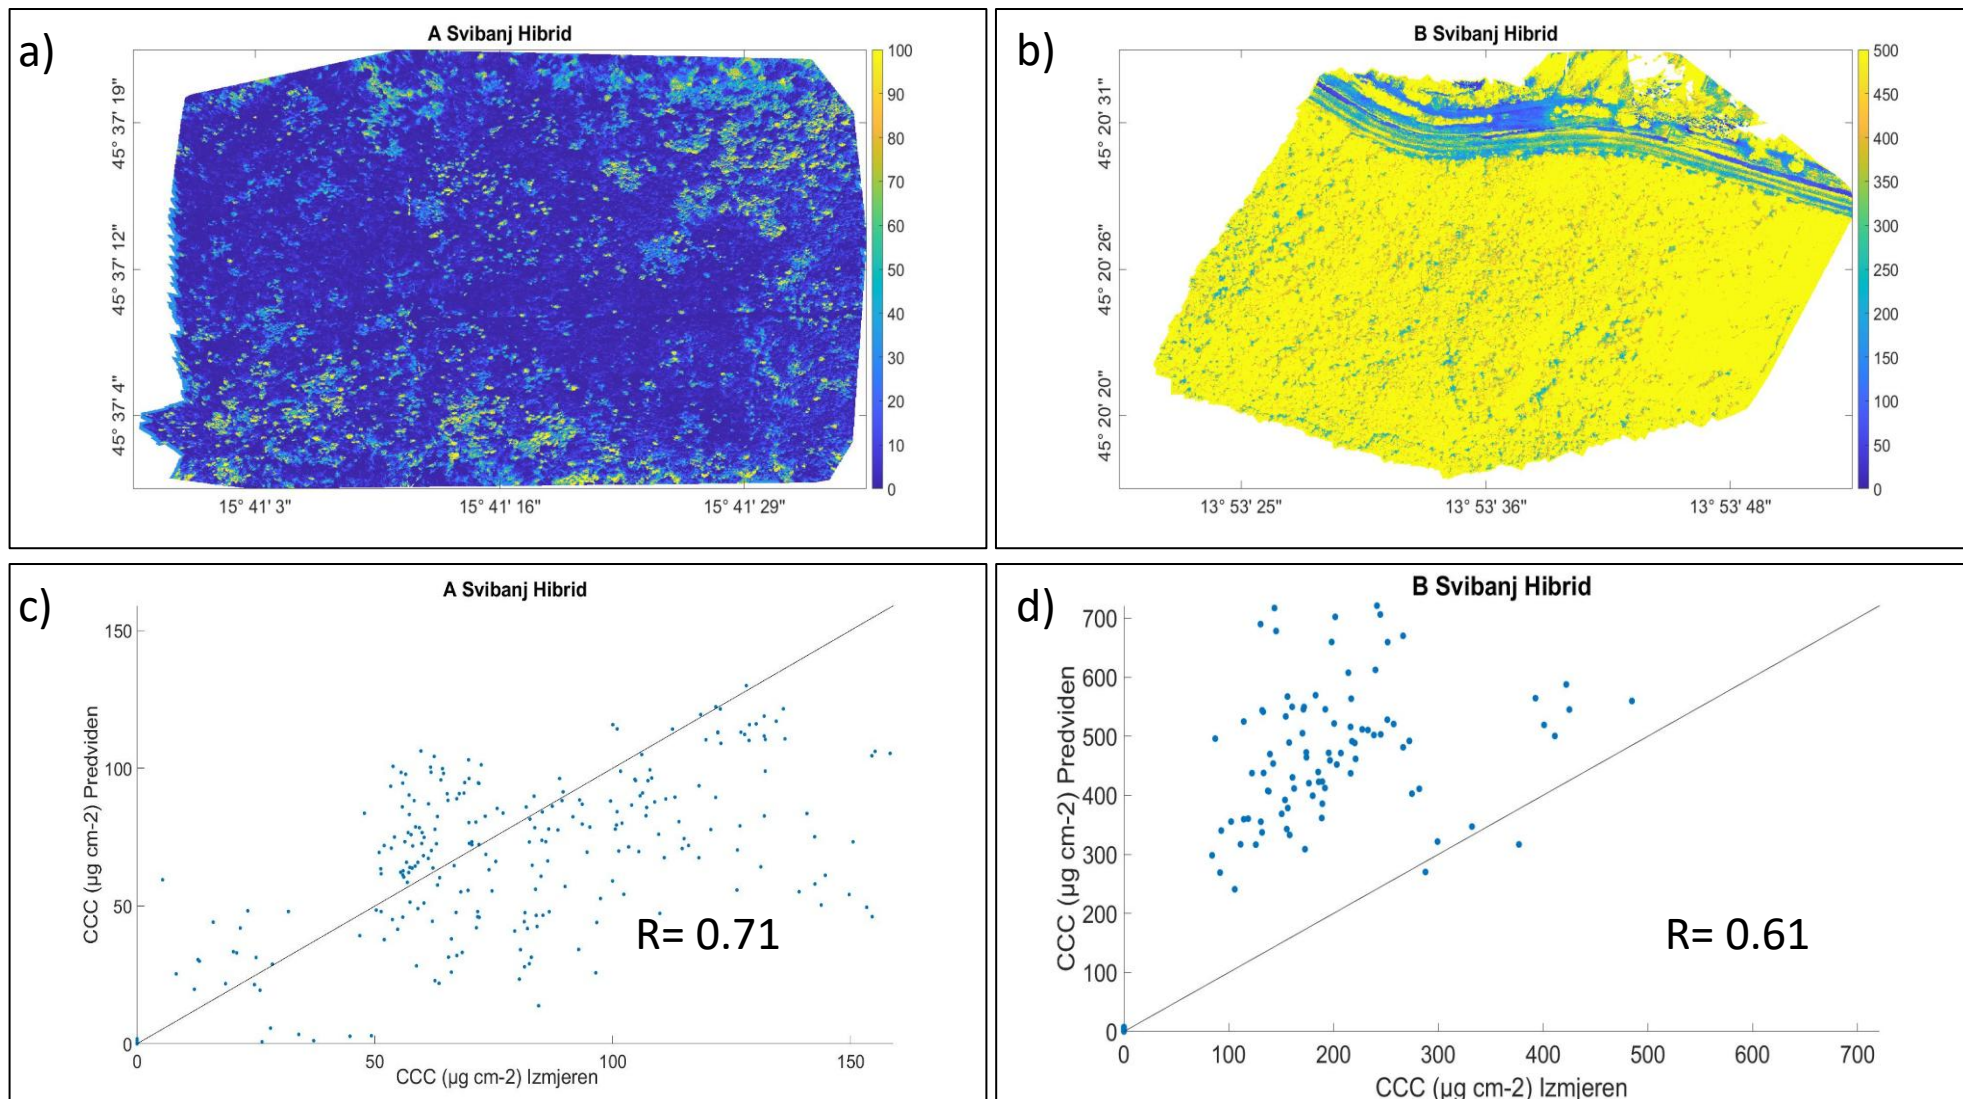 a)
A Svibanj Hibrid
45° 37' 19"
45° 37' 12"
45° 37' 4"
15° 41' 3"
15° 41' 16"
15° 41' 29"
100
90
80
70
60
50
40
30
20
10
0
b)
B Svibanj Hibrid
45° 20' 31"
45° 20' 26"
45° 20' 20"
13° 53' 25"
13° 53' 36"
13° 53' 48"
500
450
400
350
300
250
200
150
100
50
0
c)
A Svibanj Hibrid
CCC (µg cm-2) Predviden
150
100
50
0
R= 0.71
0
50
100
150
CCC (µg cm-2) Izmjeren
d)
B Svibanj Hibrid
CCC (µg cm-2) Predviden
700
600
500
400
300
200
100
0
R= 0.61
0
100
200
300
400
500
600
700
CCC (µg cm-2) Izmjeren